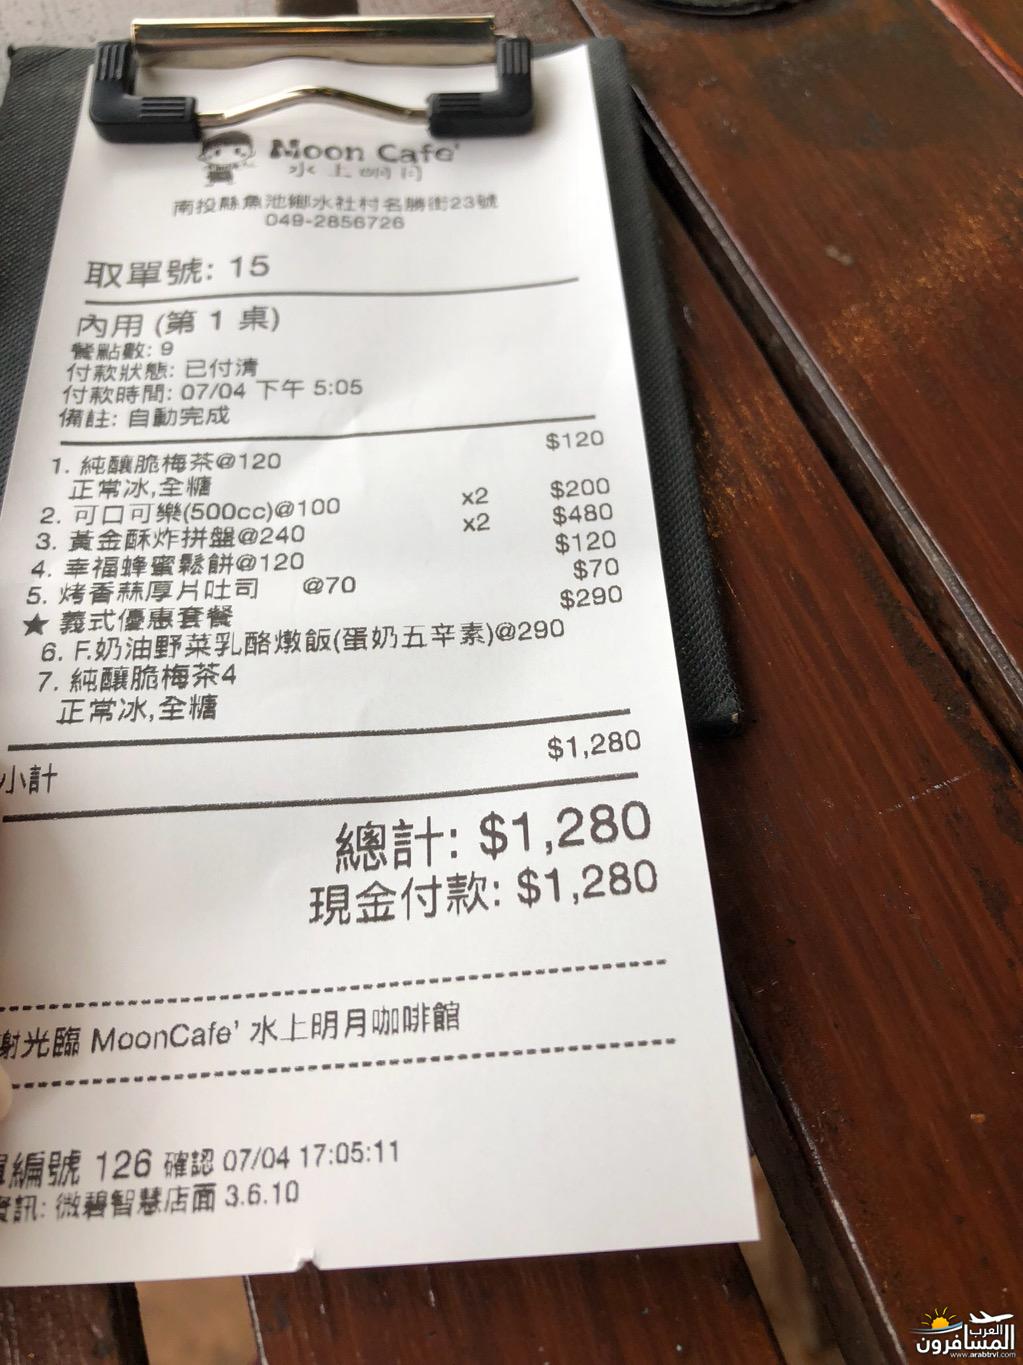 Moon Cafe'
水上明月
南投縣魚池鄉水社村名勝街23號
049-2856726
取單號: 15
內用 (第 1 桌)
餐點數: 9
付款狀態: 已付清
付款時間: 07/04 下午 5:05
備註: 自動完成
1. 純釀脆梅茶@120 $120
正常冰,全糖
2. 可口可樂(500cc)@100 x2 $200
3. 黃金酥炸拼盤@240 x2 $480
4. 幸福蜂蜜鬆餅@120 $120
5. 烤香蒜厚片吐司 @70 $70
★ 義式優惠套餐
6. F.奶油野菜乳酪燉飯(蛋奶五辛素)@290 $290
7. 純釀脆梅茶4
正常冰,全糖
小計 $1,280
總計: $1,280
現金付款: $1,280
謝光臨 MoonCafe' 水上明月咖啡館
單編號 126 確認 07/04 17:05:11
資訊: 微碧智慧店面 3.6.10
العرب المسافرون
www.arabtrvl.com